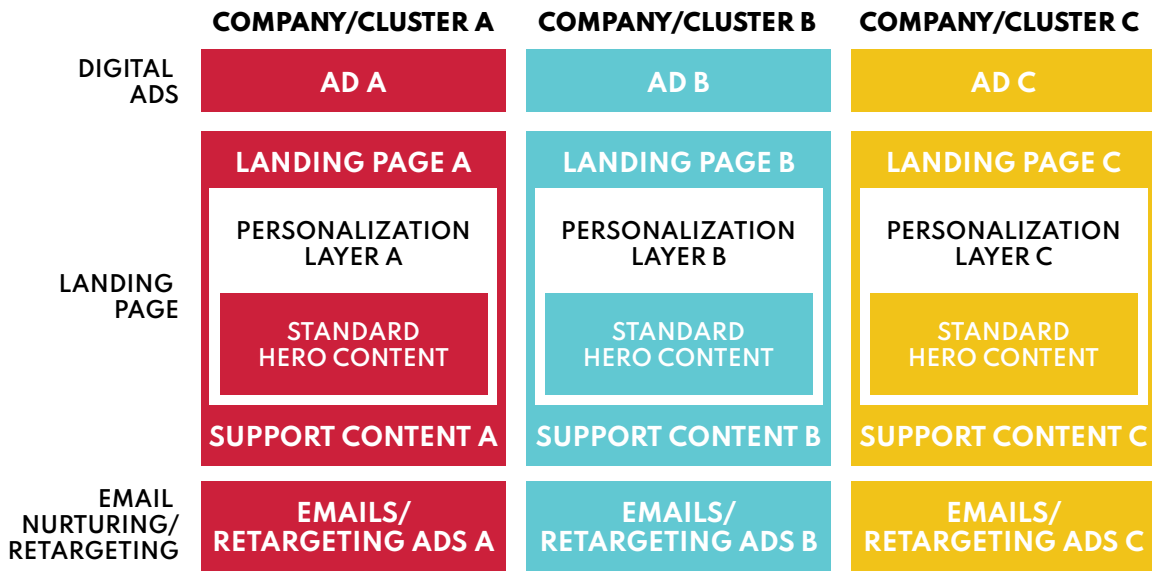 COMPANY/CLUSTER A
COMPANY/CLUSTER B
COMPANY/CLUSTER C
DIGITAL
ADS
AD A
AD B
AD C
LANDING
PAGE
LANDING PAGE A
PERSONALIZATION
LAYER A
STANDARD
HERO CONTENT
SUPPORT CONTENT A
LANDING PAGE B
PERSONALIZATION
LAYER B
STANDARD
HERO CONTENT
SUPPORT CONTENT B
LANDING PAGE C
PERSONALIZATION
LAYER C
STANDARD
HERO CONTENT
SUPPORT CONTENT C
EMAIL
NURTURING/
RETARGETING
EMAILS/
RETARGETING ADS A
EMAILS/
RETARGETING ADS B
EMAILS/
RETARGETING ADS C